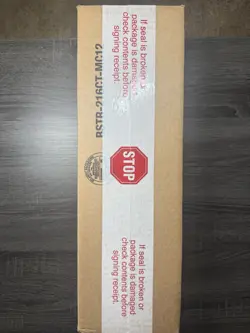 If seal is broken or
package is damaged
check contents before
signing receipt.
BSTB-216CT-MC12
STOP
If seal is broken or
package is damaged
check contents before
signing receipt.